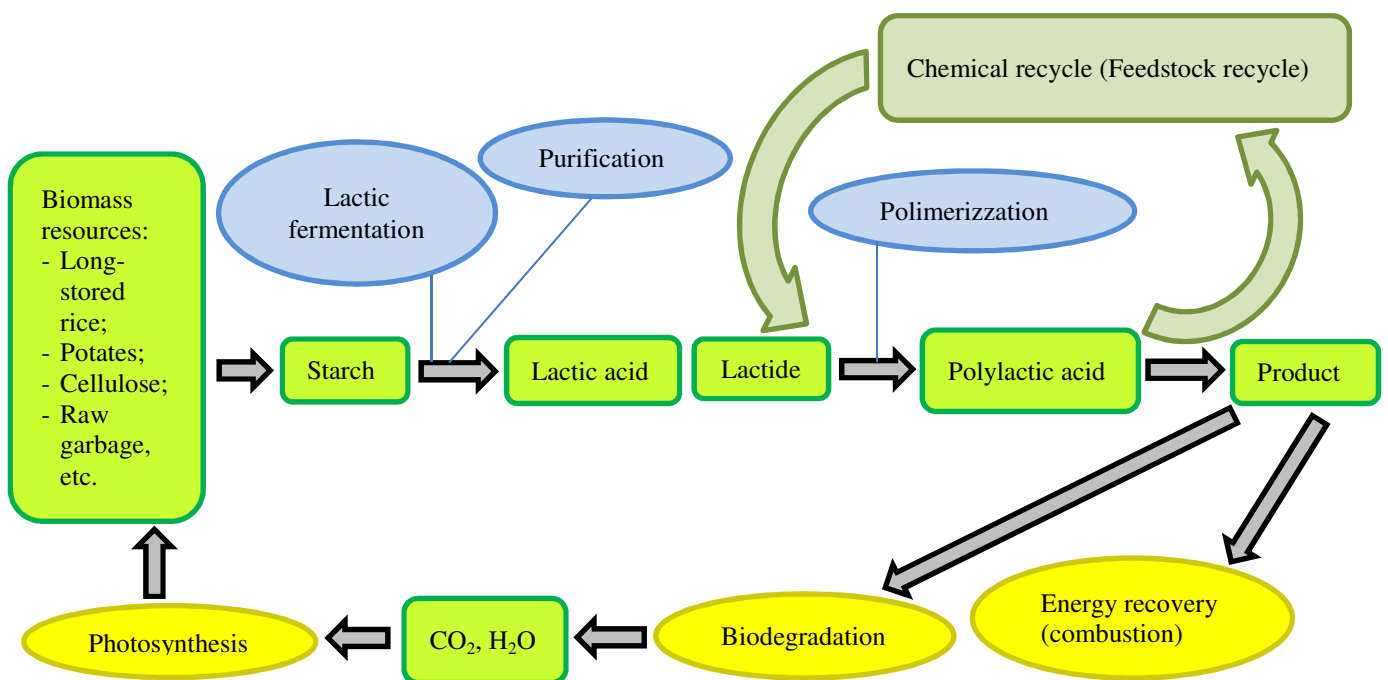 Chemical recycle (Feedstock recycle)
Purification
Lactic
fermentation
Polimerizzation
Biomass
resources:
- Long-
stored
rice;
- Potates;
- Cellulose;
- Raw
garbage,
etc.
Starch
Lactic acid
Lactide
Polylactic acid
Product
Photosynthesis
CO₂, H₂O
Biodegradation
Energy recovery
(combustion)